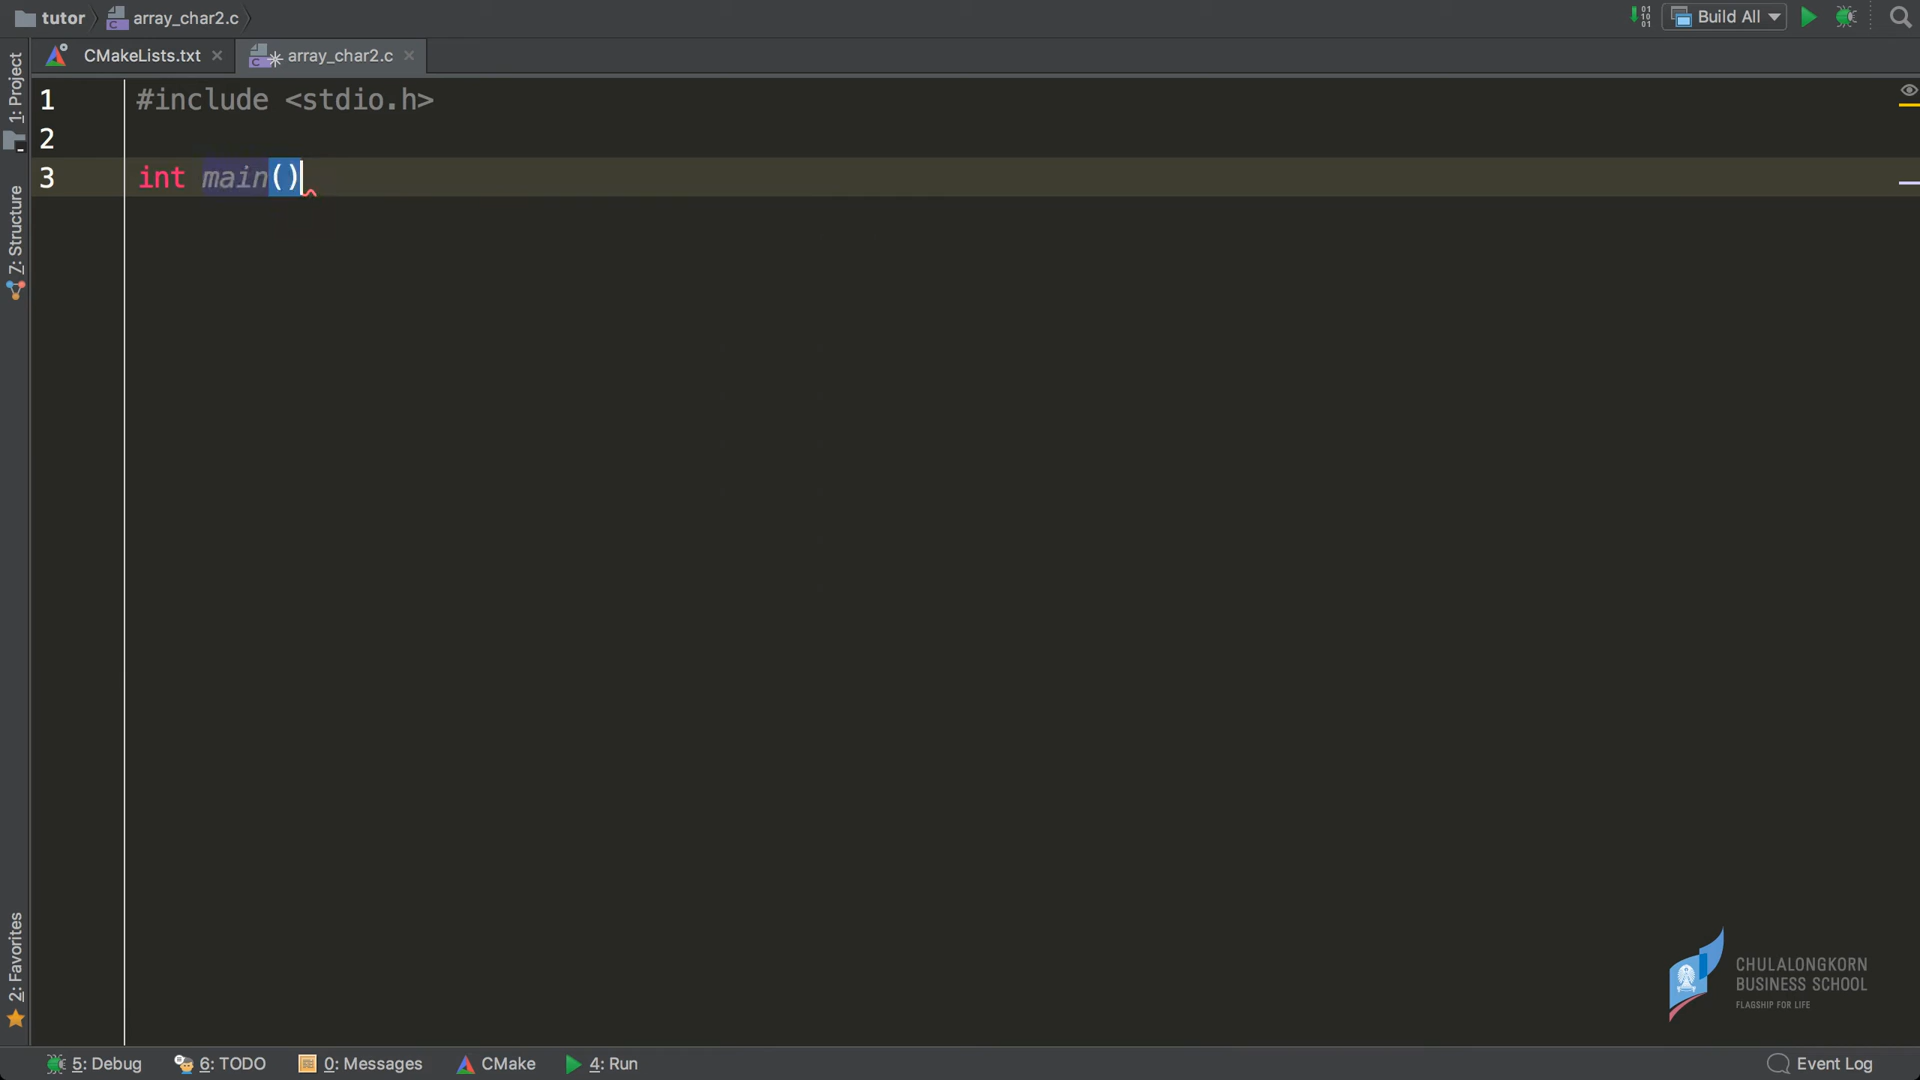 tutor
array_char2.c
Build All
CMakeLists.txt
array_char2.c
1: Project
7: Structure
2: Favorites
1 #include <stdio.h>
2
3 int main()
CHULALONGKORN
BUSINESS SCHOOL
FLAGSHIP FOR LIFE
5: Debug
6: TODO
0: Messages
CMake
4: Run
Event Log